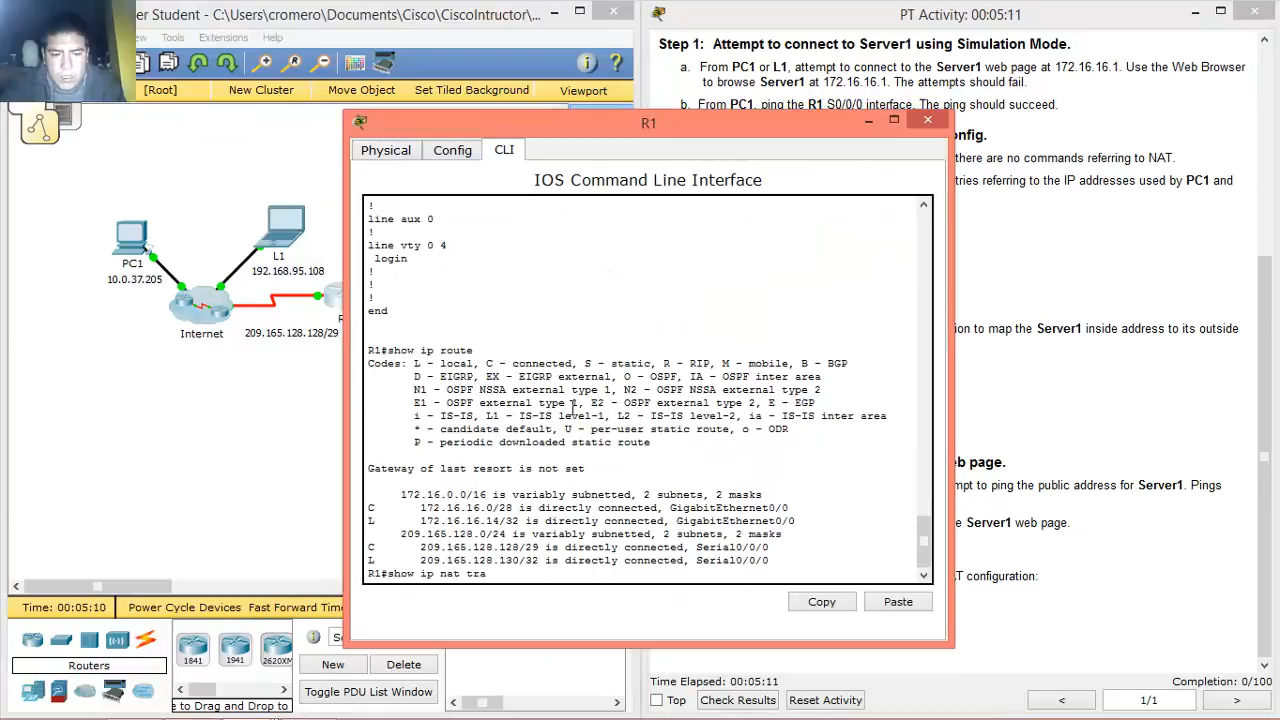 r Student - C:\Users\cromero\Documents\Cisco\CiscoIntructor\
PT Activity: 00:05:11
Tools
Extensions
Help
[Root]
New Cluster
Move Object
Set Tiled Background
Viewport
Step 1: Attempt to connect to Server1 using Simulation Mode.
a. From PC1 or L1, attempt to connect to the Server1 web page at 172.16.16.1. Use the Web Browser
to browse Server1 at 172.16.16.1. The attempts should fail.
b. From PC1, ping the R1 S0/0/0 interface. The ping should succeed.
onfig.
there are no commands referring to NAT.
tries referring to the IP addresses used by PC1 and
ion to map the Server1 inside address to its outside
eb page.
mpt to ping the public address for Server1. Pings
e Server1 web page.
AT configuration:
R1
Physical
Config
CLI
IOS Command Line Interface
!
line aux 0
!
line vty 0 4
login
!
!
!
end
R1#show ip route
Codes: L - local, C - connected, S - static, R - RIP, M - mobile, B - BGP
D - EIGRP, EX - EIGRP external, O - OSPF, IA - OSPF inter area
N1 - OSPF NSSA external type 1, N2 - OSPF NSSA external type 2
E1 - OSPF external type 1, E2 - OSPF external type 2, E - EGP
i - IS-IS, L1 - IS-IS level-1, L2 - IS-IS level-2, ia - IS-IS inter area
* - candidate default, U - per-user static route, o - ODR
P - periodic downloaded static route
Gateway of last resort is not set
172.16.0.0/16 is variably subnetted, 2 subnets, 2 masks
C 172.16.16.0/28 is directly connected, GigabitEthernet0/0
L 172.16.16.14/32 is directly connected, GigabitEthernet0/0
209.165.128.0/24 is variably subnetted, 2 subnets, 2 masks
C 209.165.128.128/29 is directly connected, Serial0/0/0
L 209.165.128.130/32 is directly connected, Serial0/0/0
R1#show ip nat tra
Copy
Paste
PC1
10.0.37.205
L1
192.168.95.108
Internet
209.165.128.128/29
R
Time: 00:05:10
Power Cycle Devices
Fast Forward Time
Routers
1841
1941
2620XM
e to Drag and Drop to
New
Delete
Toggle PDU List Window
Time Elapsed: 00:05:11
Completion: 0/100
Top
Check Results
Reset Activity
<
1/1
>